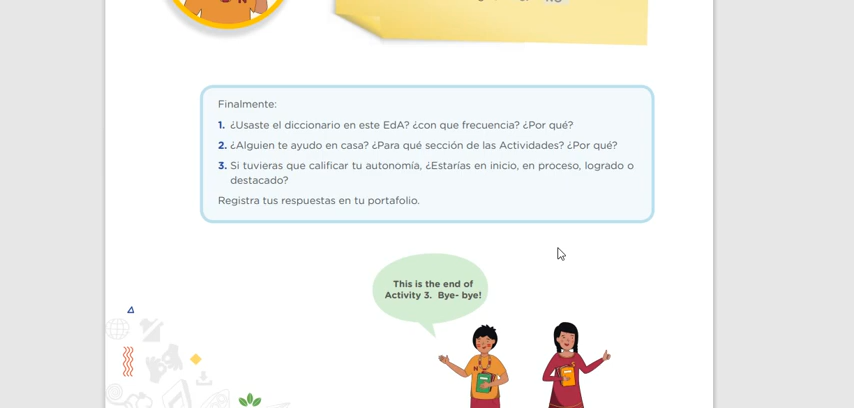 Finalmente:
1. ¿Usaste el diccionario en este EdA? ¿con que frecuencia? ¿Por qué?
2. ¿Alguien te ayudo en casa? ¿Para qué sección de las Actividades? ¿Por qué?
3. Si tuvieras que calificar tu autonomía, ¿Estarías en inicio, en proceso, logrado o
destacado?
Registra tus respuestas en tu portafolio.
This is the end of
Activity 3. Bye- bye!